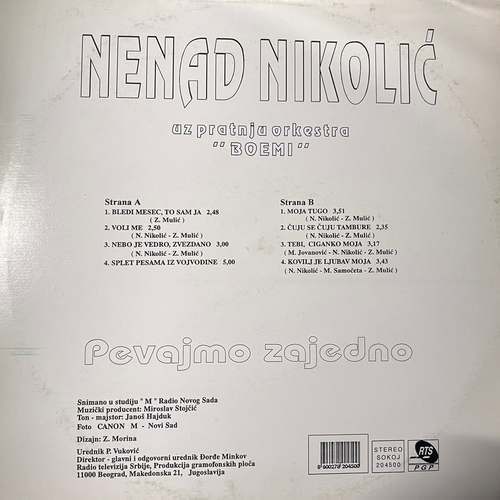 NENAD NIKOLIĆ
uz pratnju orkestra
"BOEMI"
Strana A
1. BLEDI MESEC, TO SAM JA 2,48
( Z. Mulić )
2. VOLI ME 2,50
( N. Nikolić - Z. Mulić )
3. NEBO JE VEDRO, ZVEZDANO 3,00
( N. Nikolić - Z. Mulić )
4. SPLET PESAMA IZ VOJVODINE 5,00
Strana B
1. MOJA TUGO 3,51
( N. Nikolić - Z. Mulić )
2. ČUJU SE ČUJU TAMBURE 2,35
( N. Nikolić - Z. Mulić )
3. TEBI, CIGANKO MOJA 3,17
( M. Jovanović - N. Nikolić - Z. Mulić )
4. KOVILJ JE LJUBAV MOJA 3,43
( N. Nikolić - M. Samočeta - Z. Mulić )
Pevajmo zajedno
Snimano u studiju " M " Radio Novog Sada
Muzički producent: Miroslav Stojčić
Ton - majstor: Janoš Hajduk
Foto CANON M - Novi Sad
Dizajn: Z. Morina
Urednik P. Vuković
Direktor - glavni i odgovorni urednik Đorđe Minkov
Radio televizija Srbije, Produkcija gramofonskih ploča
11000 Beograd, Makedonska 21, Jugoslavija
8 600027 204500
STEREO
SOKOJ
204500
RTS
PGP